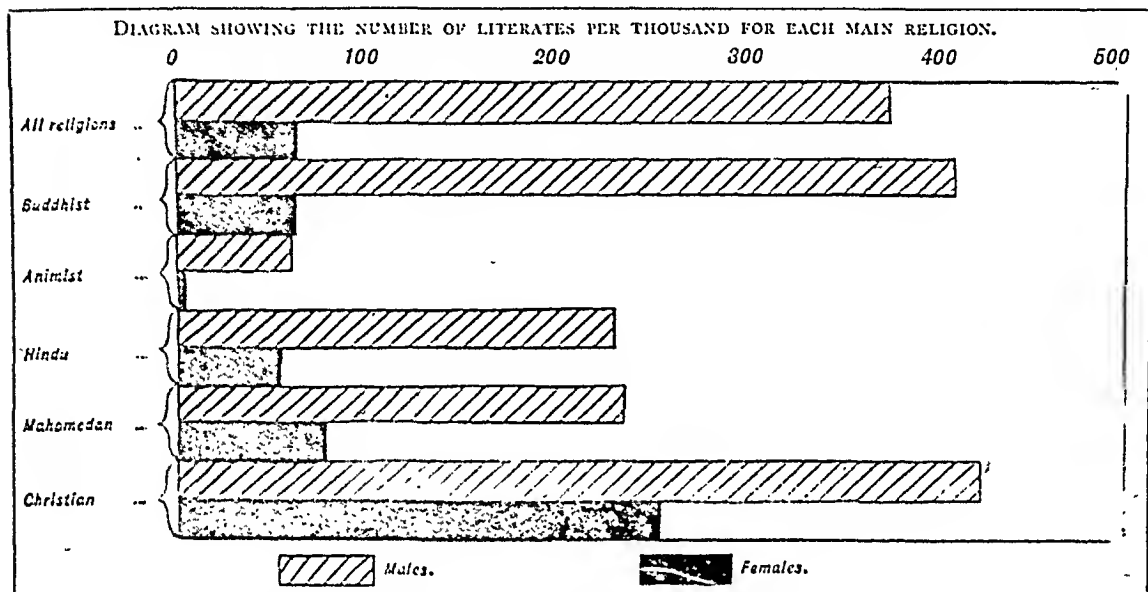 DIAGRAM SHOWING THE NUMBER OF LITERATES PER THOUSAND FOR EACH MAIN RELIGION.
0 100 200 300 400 500
All religions ..
Buddhist ..
Animist ...
Hindu ...
Mahomedan ...
Christian ...
Males. Females.